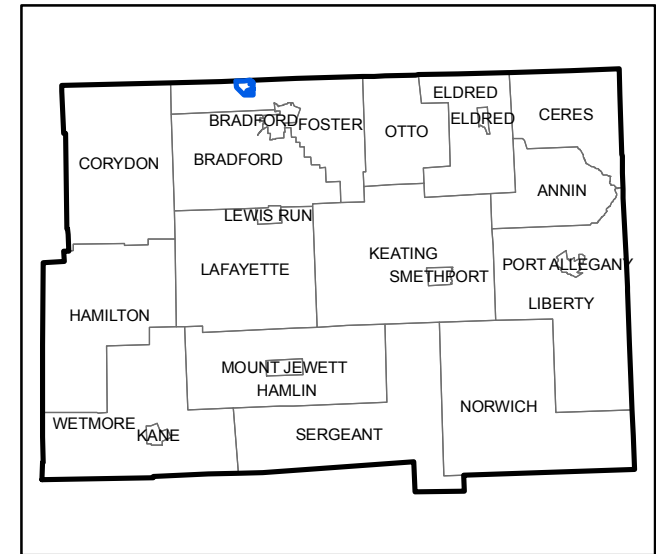 ELDRED
CERES
BRADFORD
FOSTER
ELDRED
OTTO
CORYDON
BRADFORD
ANNIN
LEWIS RUN
KEATING
PORT ALLEGANY
LAFAYETTE
SMETHPORT
LIBERTY
HAMILTON
MOUNT JEWETT
HAMLIN
NORWICH
WETMORE
KANE
SERGEANT